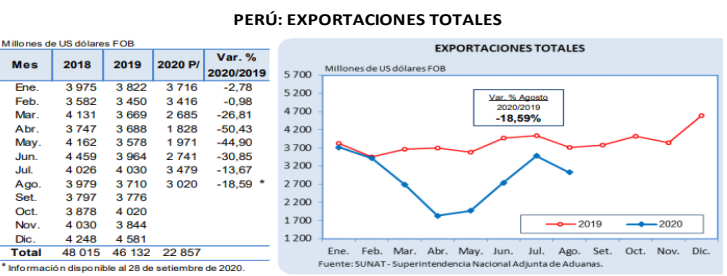 PERÚ: EXPORTACIONES TOTALES
Millones de US dólares FOB
Mes 2018 2019 2020 P/ Var. % 2020/2019
Ene. 3 975 3 822 3 716 -2,78
Feb. 3 582 3 450 3 416 -0,98
Mar. 4 131 3 669 2 685 -26,81
Abr. 3 747 3 688 1 828 -50,43
May. 4 162 3 578 1 971 -44,90
Jun. 4 459 3 964 2 741 -30,85
Jul. 4 026 4 030 3 479 -13,67
Ago. 3 979 3 710 3 020 -18,59 *
Set. 3 797 3 776
Oct. 3 878 4 020
Nov. 4 030 3 844
Dic. 4 248 4 581
Total 48 015 46 132 22 857
* Información disponible al 28 de setiembre de 2020.
EXPORTACIONES TOTALES
Millones de US dólares FOB
5 700
5 200
4 700
4 200
3 700
3 200
2 700
2 200
1 700
1 200
Var. % Agosto
2020/2019
-18,59%
2019 2020
Ene. Feb. Mar. Abr. May. Jun. Jul. Ago. Set. Oct. Nov. Dic.
Fuente: SUNAT - Superintendencia Nacional Adjunta de Aduanas.